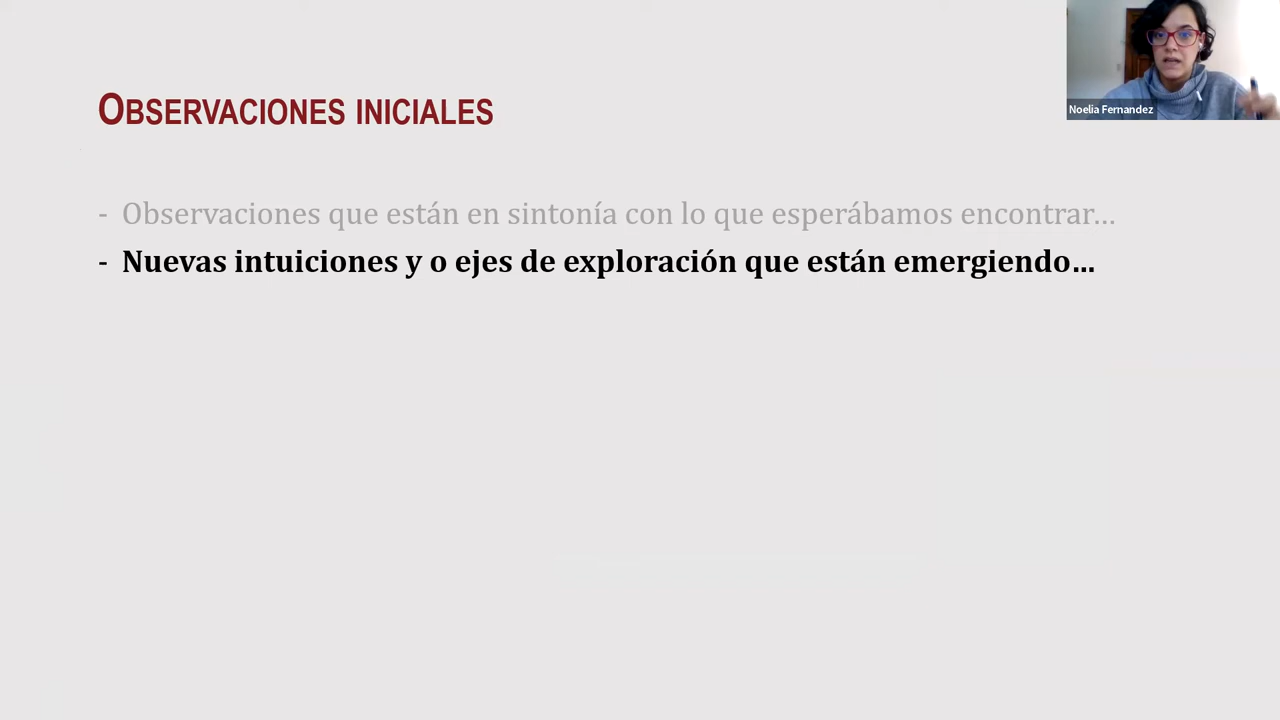 OBSERVACIONES INICIALES
- Observaciones que están en sintonía con lo que esperábamos encontrar...
- Nuevas intuiciones y o ejes de exploración que están emergiendo...
Noelia Fernandez